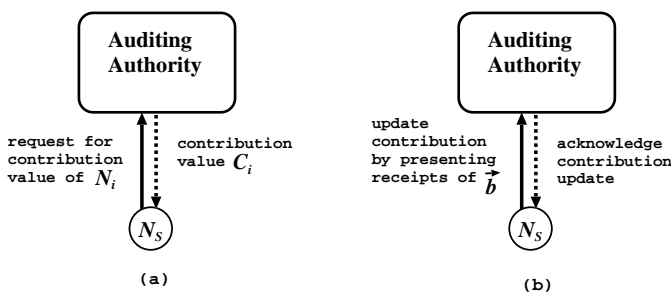 Auditing
Authority
request for
contribution
value of N_i
contribution
value C_i
N_S
(a)
Auditing
Authority
update
contribution
by presenting
receipts of b⃗
acknowledge
contribution
update
N_S
(b)